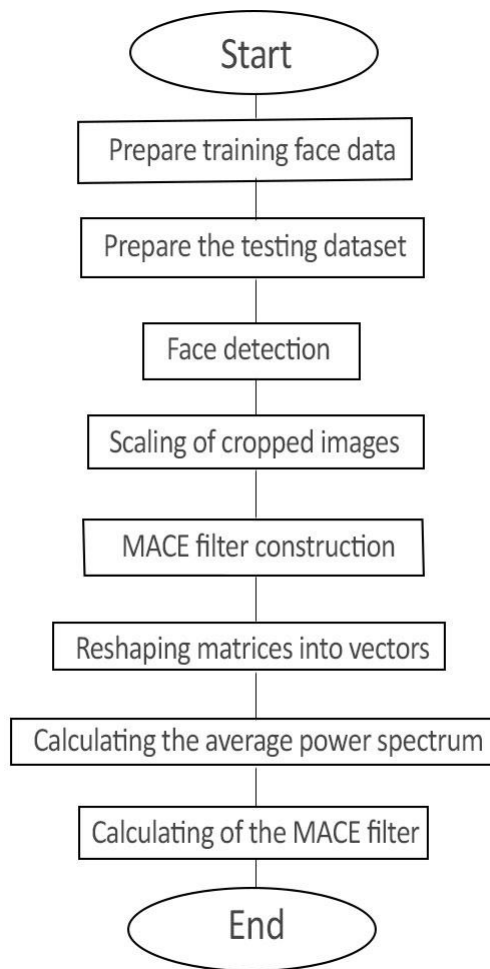 Start
Prepare training face data
Prepare the testing dataset
Face detection
Scaling of cropped images
MACE filter construction
Reshaping matrices into vectors
Calculating the average power spectrum
Calculating of the MACE filter
End